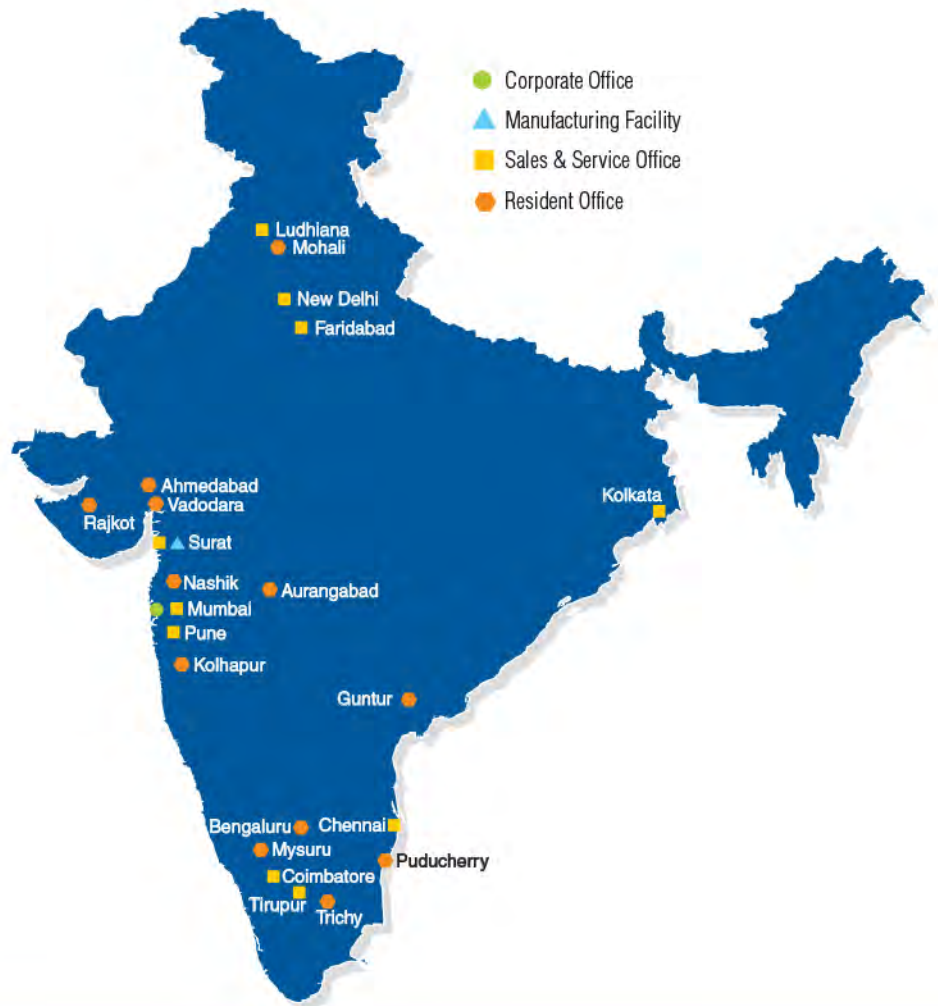 Corporate Office
Manufacturing Facility
Sales & Service Office
Resident Office
Ludhiana
Mohali
New Delhi
Faridabad
Ahmedabad
Vadodara
Rajkot
Kolkata
Surat
Nashik
Aurangabad
Mumbai
Pune
Kolhapur
Guntur
Bengaluru
Chennai
Mysuru
Puducherry
Coimbatore
Tirupur
Trichy